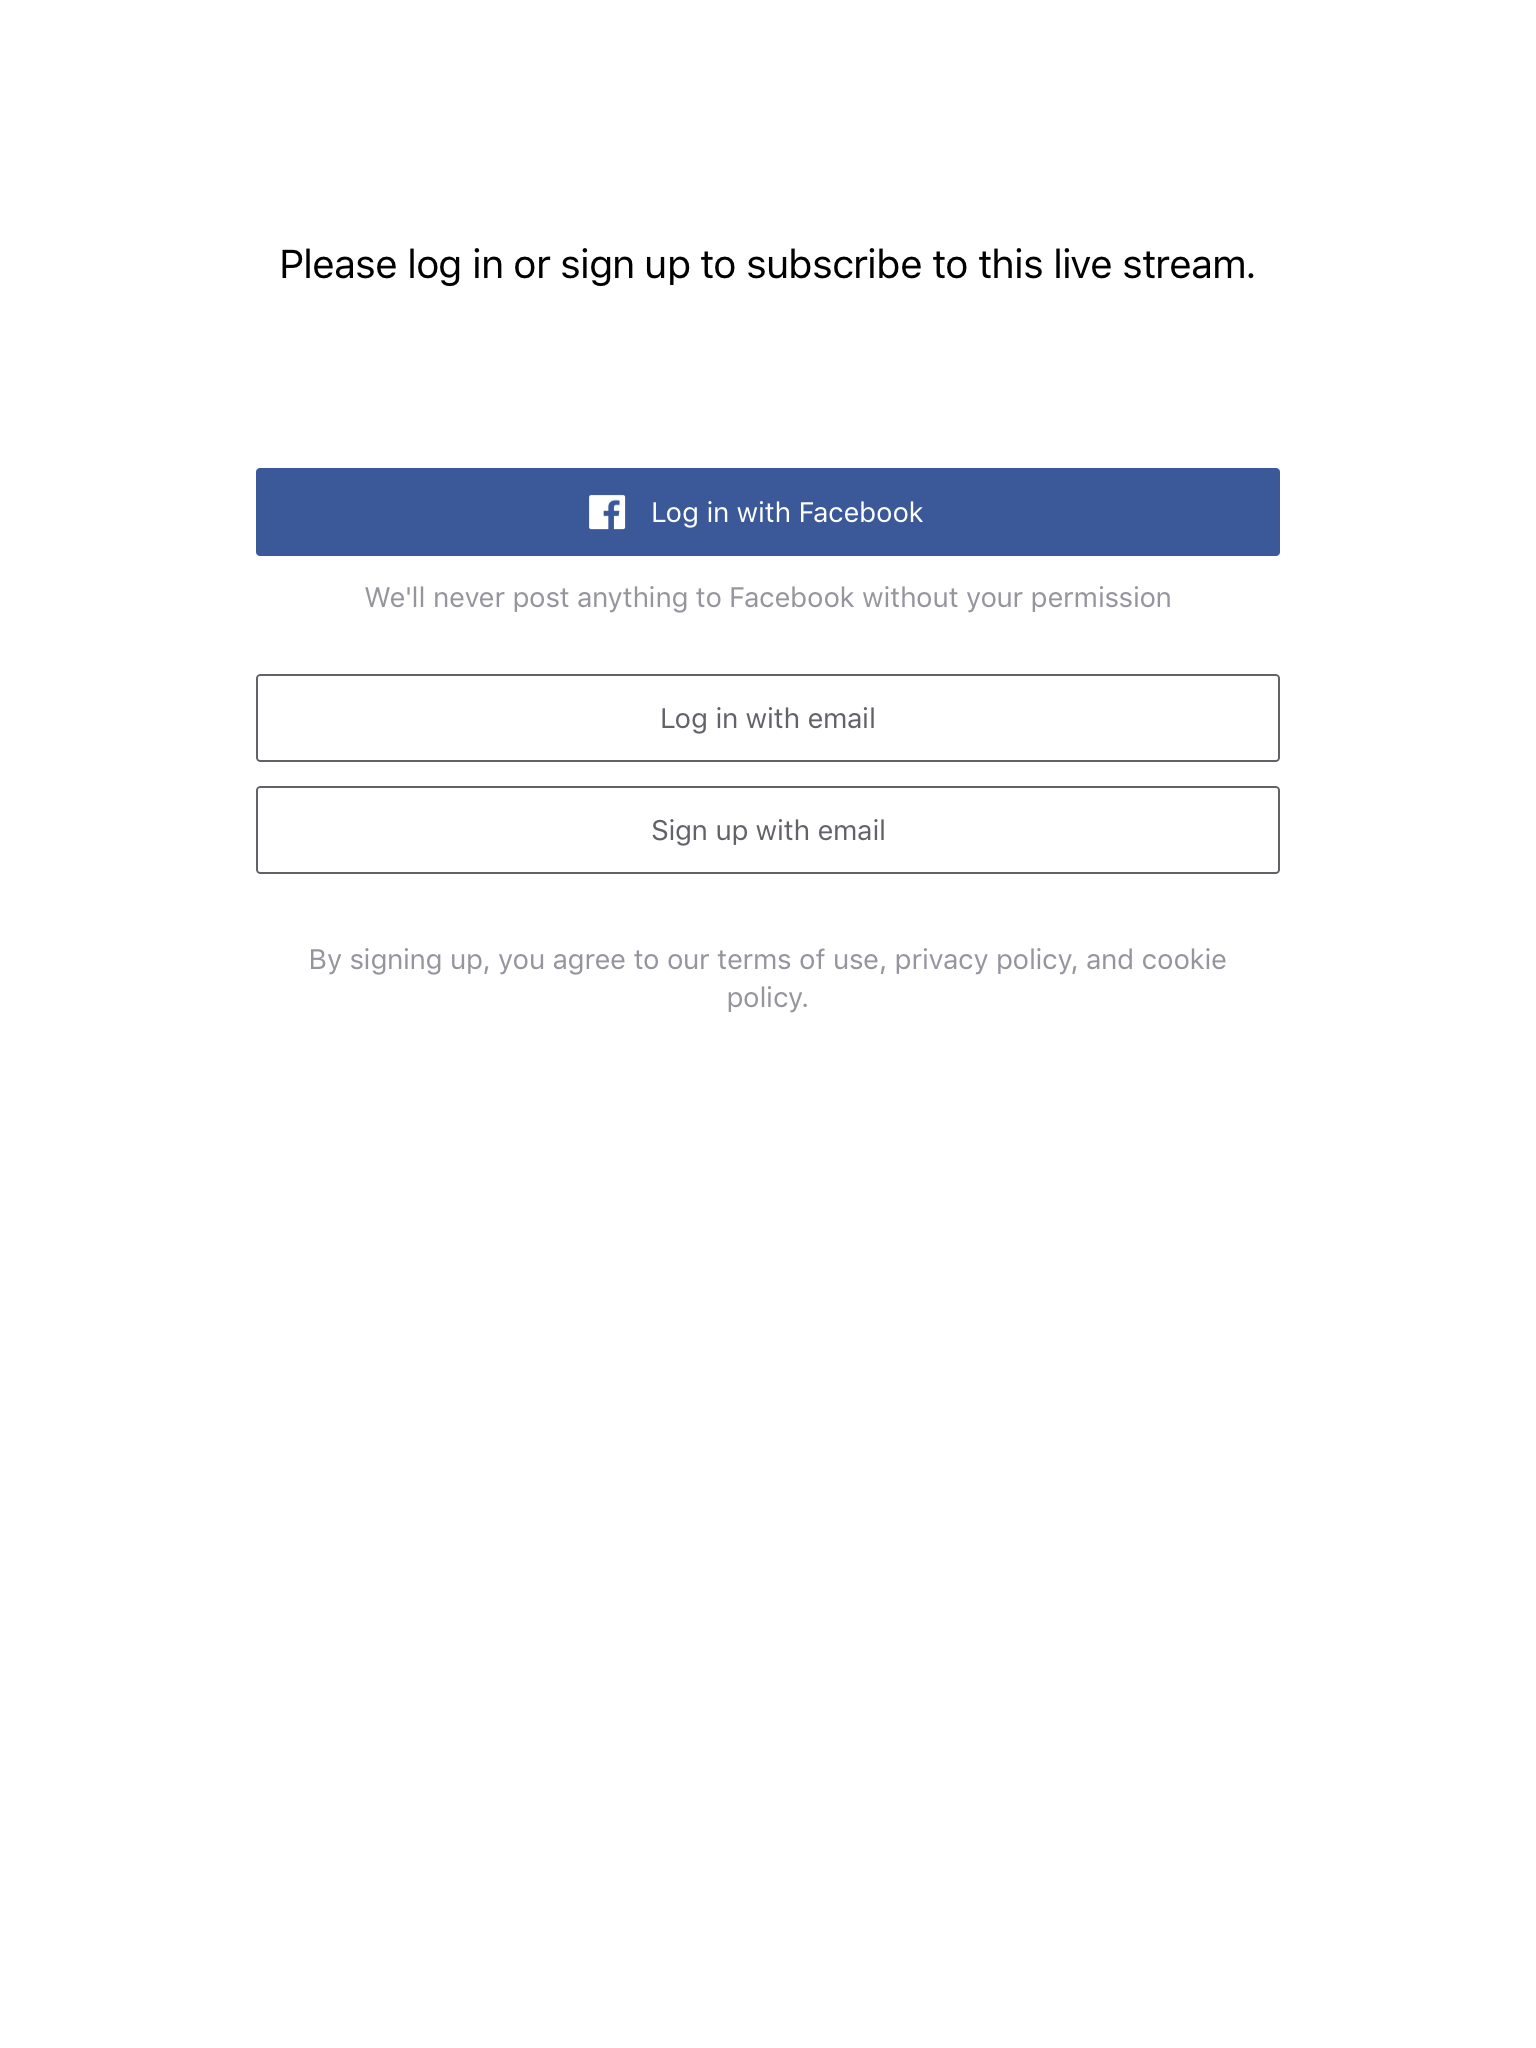 Please log in or sign up to subscribe to this live stream.
Log in with Facebook
We'll never post anything to Facebook without your permission
Log in with email
Sign up with email
By signing up, you agree to our terms of use, privacy policy, and cookie
policy.